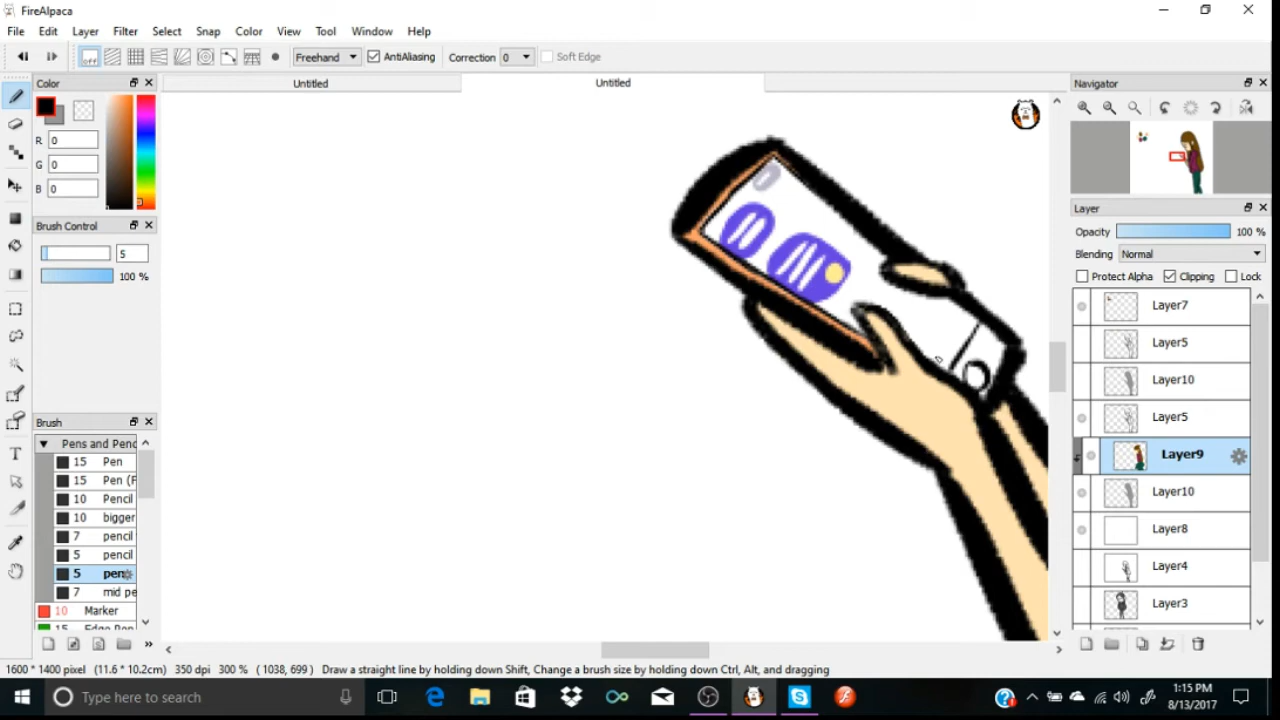 FireAlpaca
File Edit Layer Filter Select Snap Color View Tool Window Help
off Freehand AntiAliasing Correction 0 Soft Edge
Color Untitled Untitled Navigator
R 0
G 0
B 0
Layer
Brush Control Opacity 100 %
5 Blending Normal
100 % Protect Alpha Clipping Lock
Layer7
Layer5
Layer10
Layer5
Brush
Pens and Penc
15 Pen Layer9
15 Pen (F
10 Pencil Layer10
10 bigger
7 pencil Layer8
5 pencil
5 pen Layer4
7 mid pe
10 Marker Layer3
15 Edge Pen
1600 * 1400 pixel (11.6 * 10.2cm) 350 dpi 300 % ( 1038, 699 ) Draw a straight line by holding down Shift, Change a brush size by holding down Ctrl, Alt, and dragging
Type here to search
1:15 PM
8/13/2017